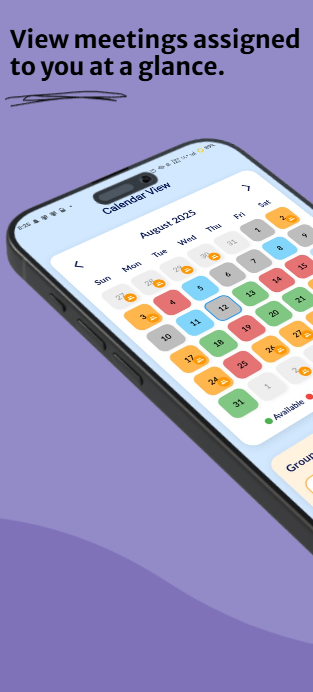 View meetings assigned
to you at a glance.
Calendar View
August 2025
Sun Mon Tue Wed Thu Fri Sat
27 28 29 30 31 1 2
3 4 5 6 7 8 9
10 11 12 13 14 15
17 18 19 20 21
24 25 26 27
31 1 2
Available
Group